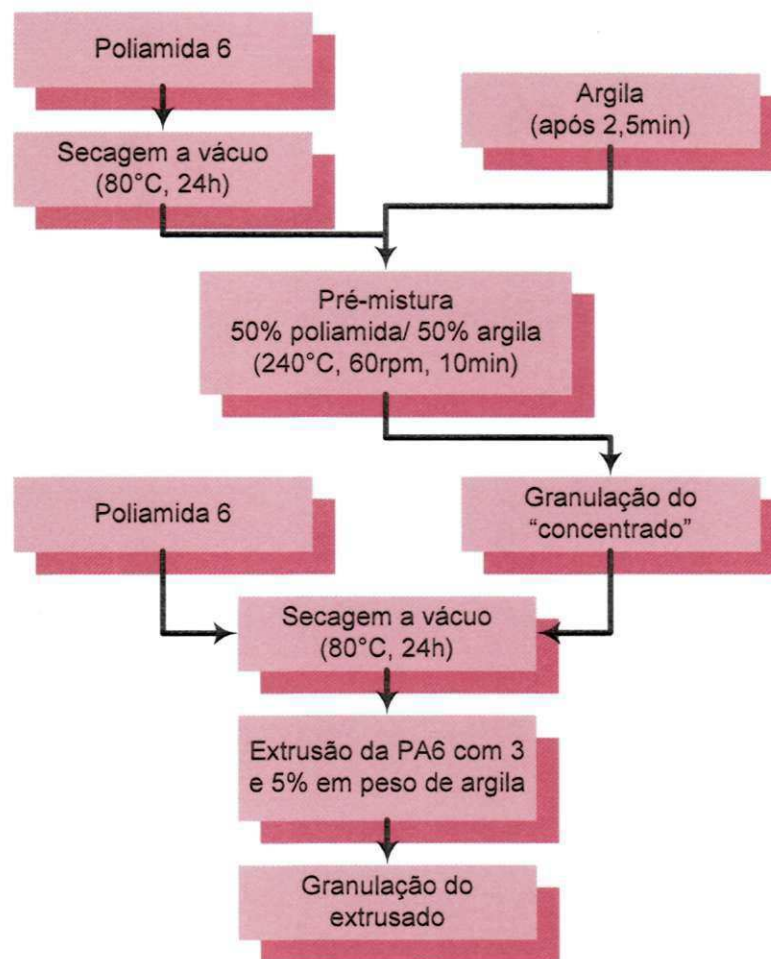 Poliamida 6
Argila
(após 2,5min)
Secagem a vácuo
(80°C, 24h)
Pré-mistura
50% poliamida/ 50% argila
(240°C, 60rpm, 10min)
Poliamida 6
Granulação do
“concentrado”
Secagem a vácuo
(80°C, 24h)
Extrusão da PA6 com 3
e 5% em peso de argila
Granulação do
extrusado